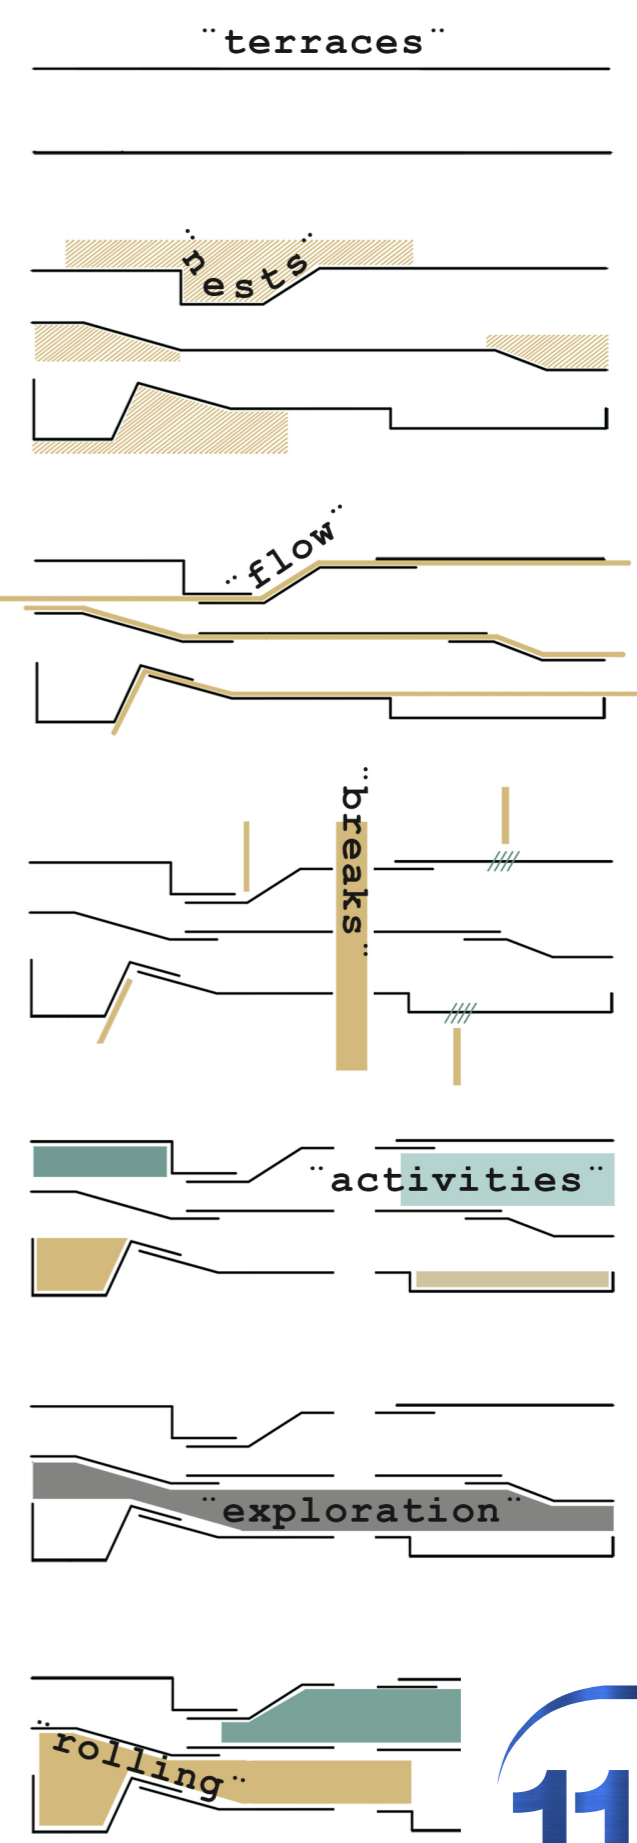 ¨terraces¨
¨nests¨
¨flow¨
¨breaks¨
¨activities¨
¨exploration¨
¨rolling¨
11